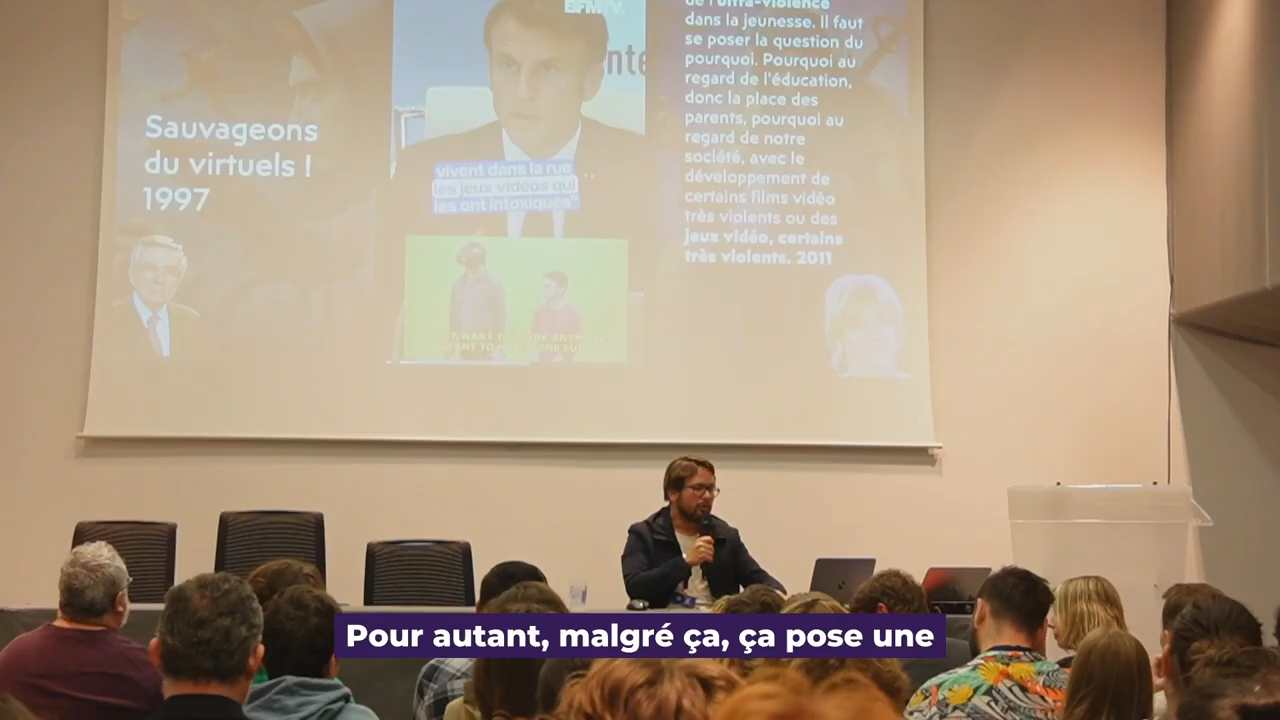 Sauvageons
du virtuels !
1997
BFMTV.
vivent dans la rue
les jeux vidéos qui
les ont intoxiqués"
de l'ultra-violence
dans la jeunesse. Il faut
se poser la question du
pourquoi. Pourquoi au
regard de l'éducation,
donc la place des
parents, pourquoi au
regard de notre
société, avec le
développement de
certains films vidéo
très violents ou des
jeux vidéo, certains
très violents. 2011
Pour autant, malgré ça, ça pose une